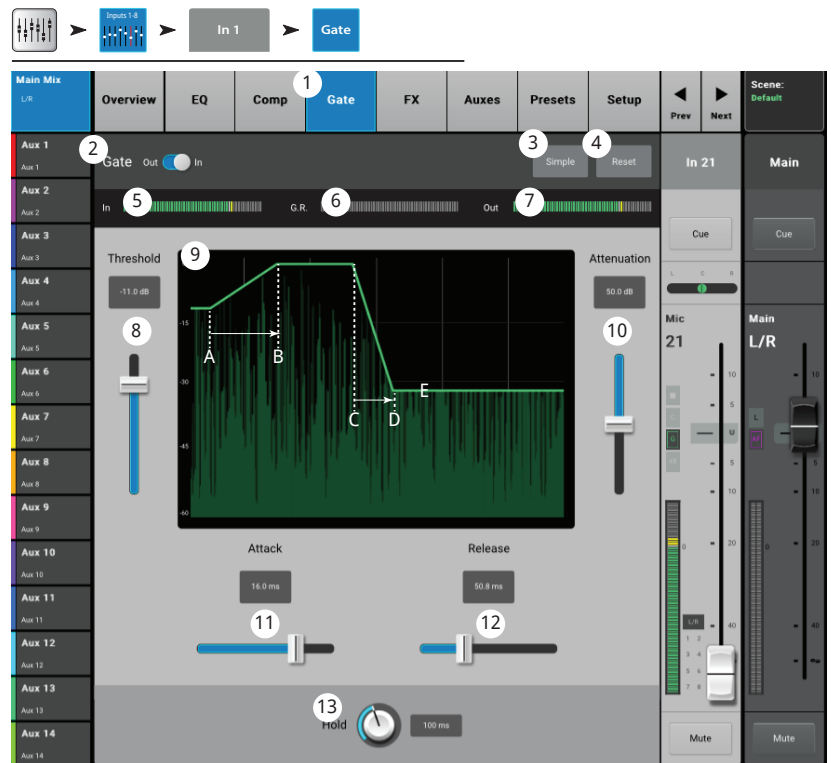 Inputs 1-8
In 1
Gate
Main Mix
L/R
Overview
EQ
Comp
1
Gate
FX
Auxes
Presets
Setup
Prev
Next
Scene:
Default
Aux 1
Aux 1
Aux 2
Aux 2
Aux 3
Aux 3
Aux 4
Aux 4
Aux 5
Aux 5
Aux 6
Aux 6
Aux 7
Aux 7
Aux 8
Aux 8
Aux 9
Aux 9
Aux 10
Aux 10
Aux 11
Aux 11
Aux 12
Aux 12
Aux 13
Aux 13
Aux 14
Aux 14
2
Gate
Out
In
3
Simple
4
Reset
In
5
G.R.
6
Out
7
Threshold
-11.0 dB
8
9
-15
-30
-45
-60
A
B
C
D
E
Attenuation
50.0 dB
10
Attack
16.0 ms
11
Release
50.8 ms
12
13
Hold
100 ms
In 21
Cue
L C R
Mic
21
10
5
U
5
10
20
40
G
0
L/R
1 2
3 4
5 6
7 8
Mute
Main
Cue
Main
L/R
10
5
10
20
40
L
0
Mute